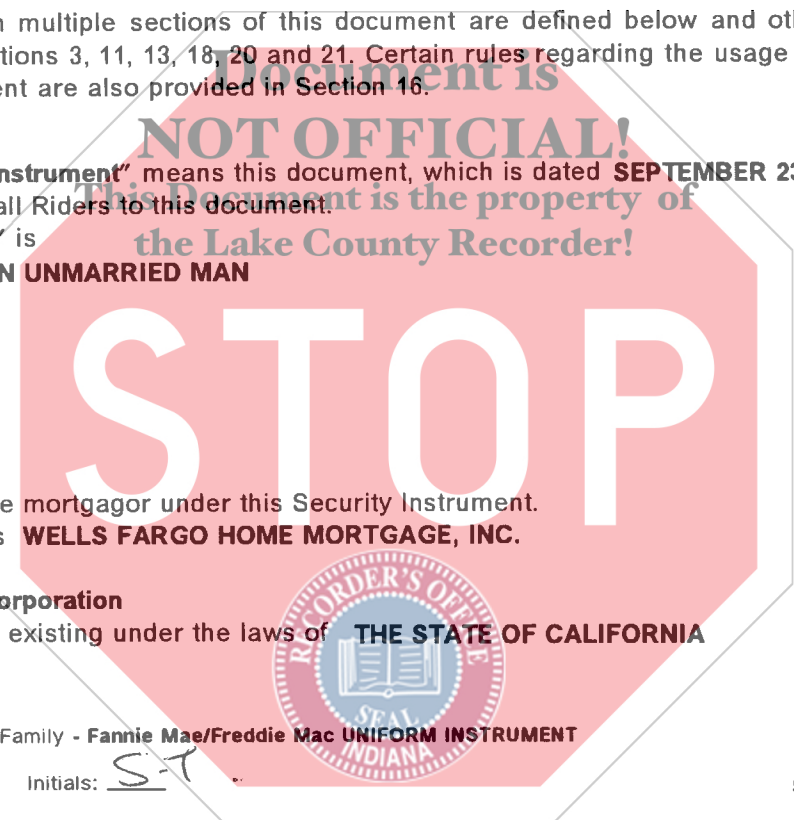 n multiple sections of this document are defined below and oth
tions 3, 11, 13, 18, 20 and 21. Certain rules regarding the usage
Document is
ent are also provided in Section 16.
NOT OFFICIAL!
nstrument" means this document, which is dated SEPTEMBER 23
This Document is the property of
all Riders to this document.
" is
the Lake County Recorder!
N UNMARRIED MAN
STOP
e mortgagor under this Security Instrument.
s WELLS FARGO HOME MORTGAGE, INC.
orporation
existing under the laws of THE STATE OF CALIFORNIA
RECORDER'S OFFICE
SEAL
INDIANA
Family - Fannie Mae/Freddie Mac UNIFORM INSTRUMENT
Initials: S-T